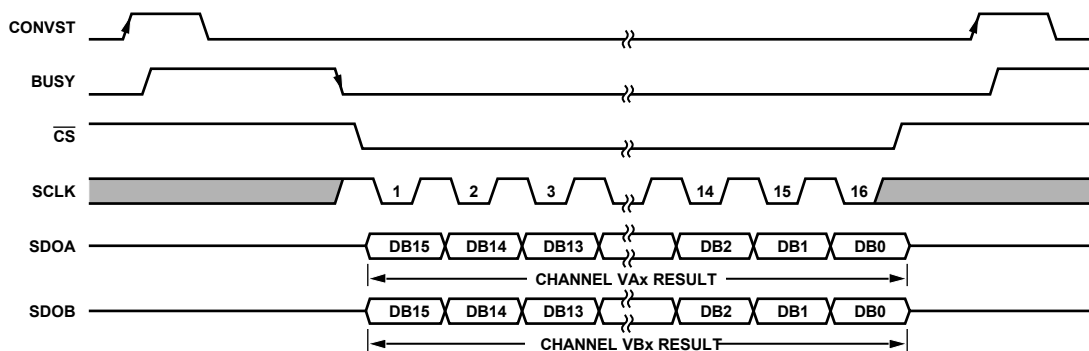 CONVST
BUSY
CS
SCLK 1 2 3 14 15 16
SDOA DB15 DB14 DB13 DB2 DB1 DB0
CHANNEL VAx RESULT
SDOB DB15 DB14 DB13 DB2 DB1 DB0
CHANNEL VBx RESULT